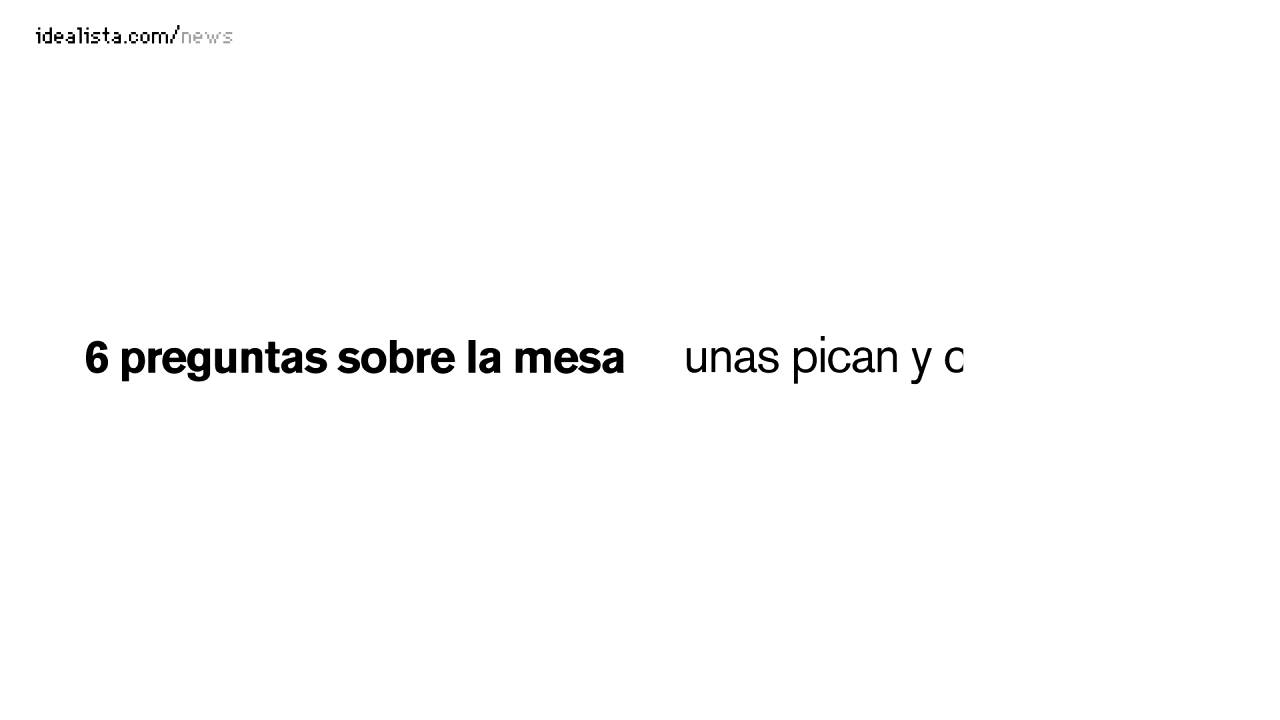 idealista.com/news
6 preguntas sobre la mesa unas pican y